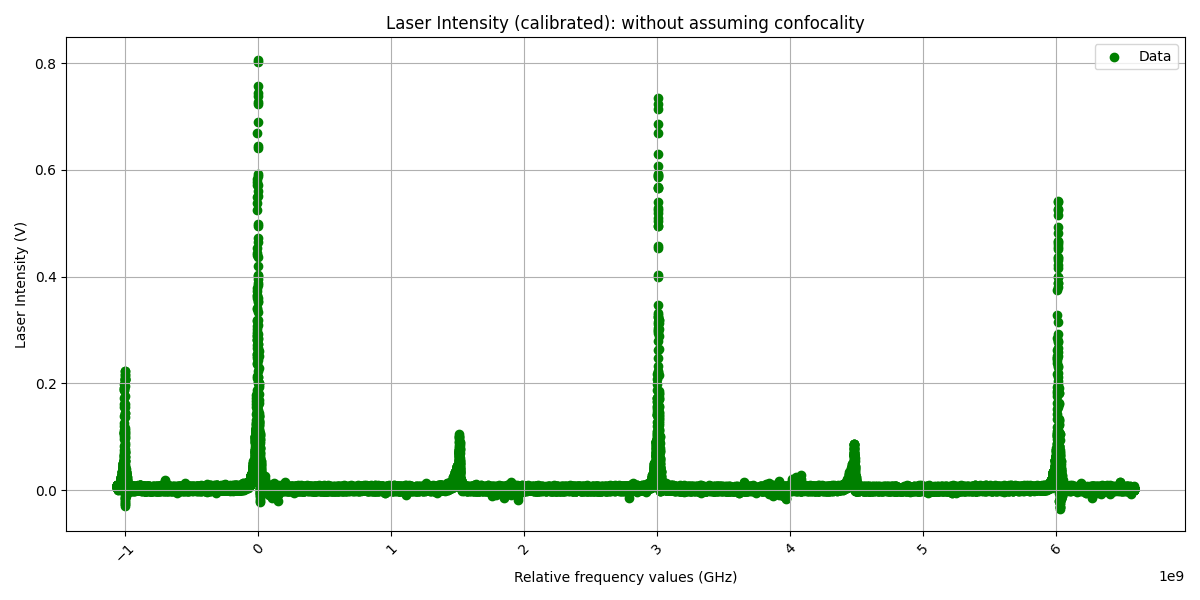 Laser Intensity (calibrated): without assuming confocality
Data
0.8
0.6
0.4
0.2
0.0
Laser Intensity (V)
−1
0
1
2
3
4
5
6
1e9
Relative frequency values (GHz)